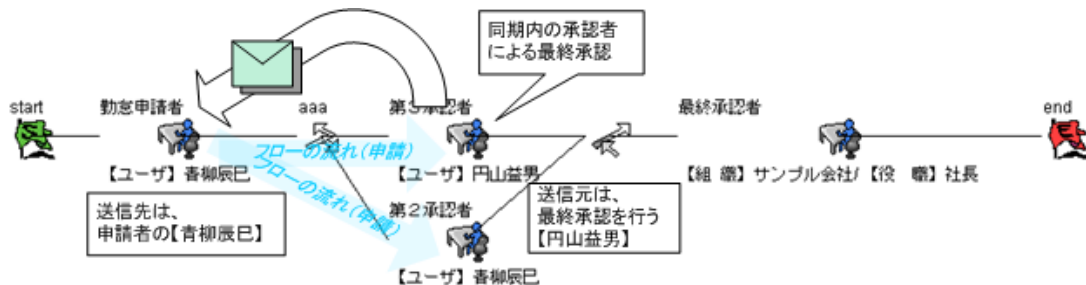 同期内の承認者
による最終承認
start
勤怠申請者
aaa
第3承認者
最終承認者
end
フローの流れ(申請)
フローの流れ(申請)
【ユーザ】青柳辰巳
【ユーザ】円山益男
【組 織】サンプル会社/【役 職】社長
送信先は、
申請者の【青柳辰巳】
第2承認者
送信元は、
最終承認を行う
【円山益男】
【ユーザ】青柳辰巳